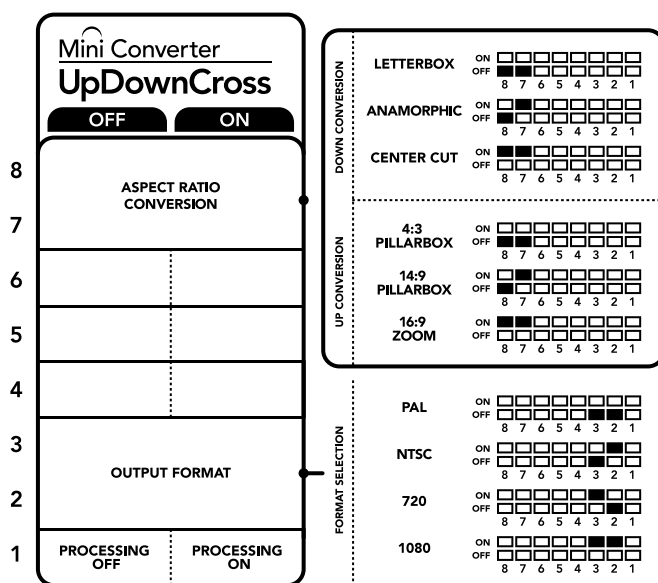 Mini Converter
UpDownCross
OFF ON
8
ASPECT RATIO
CONVERSION
7
6
5
4
3
OUTPUT FORMAT
2
1
PROCESSING
OFF
PROCESSING
ON
DOWN CONVERSION
LETTERBOX
ON
OFF
8 7 6 5 4 3 2 1
ANAMORPHIC
ON
OFF
8 7 6 5 4 3 2 1
CENTER CUT
ON
OFF
8 7 6 5 4 3 2 1
UP CONVERSION
4:3
PILLARBOX
ON
OFF
8 7 6 5 4 3 2 1
14:9
PILLARBOX
ON
OFF
8 7 6 5 4 3 2 1
16:9
ZOOM
ON
OFF
8 7 6 5 4 3 2 1
FORMAT SELECTION
PAL
ON
OFF
8 7 6 5 4 3 2 1
NTSC
ON
OFF
8 7 6 5 4 3 2 1
720
ON
OFF
8 7 6 5 4 3 2 1
1080
ON
OFF
8 7 6 5 4 3 2 1